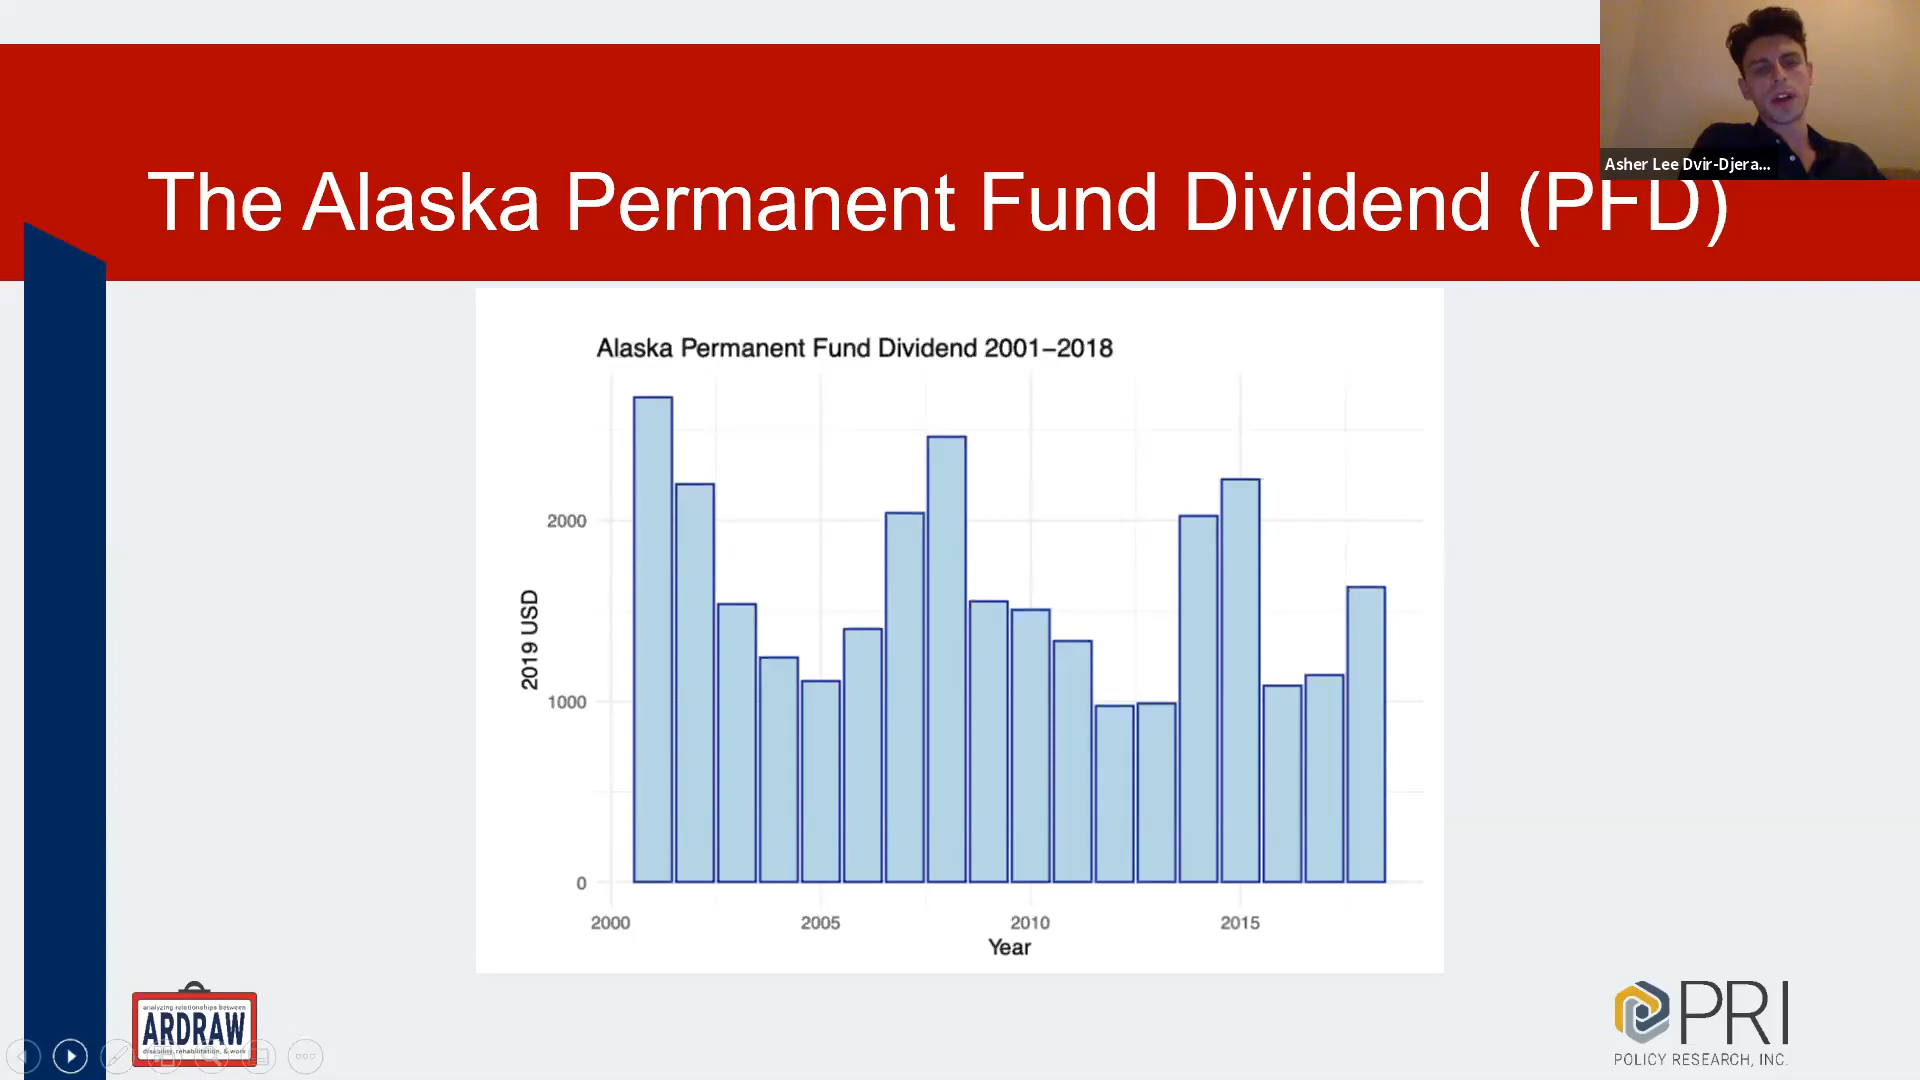 Asher Lee Dvir-Djera...
The Alaska Permanent Fund Dividend (PFD)
Alaska Permanent Fund Dividend 2001–2018
2019 USD
2000
1000
0
2000 2005 2010 2015
Year
analyzing relationships between
ARDRAW
disability, rehabilitation, & work
PRI
POLICY RESEARCH, INC.